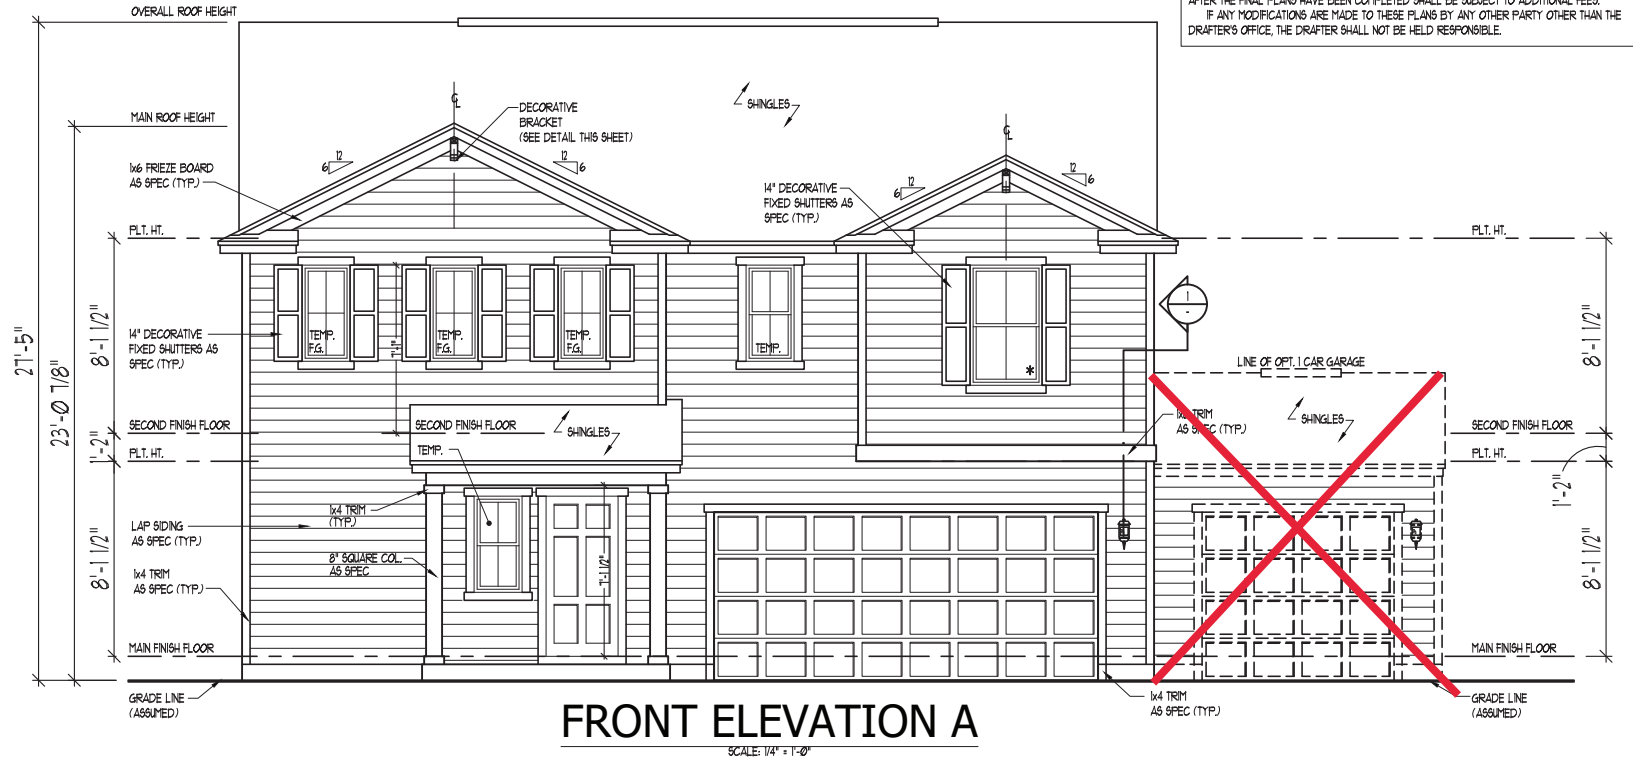 AFTER THE FINAL PLANS HAVE BEEN COMPLETED SHALL BE SUBJECT TO ADDITIONAL FEES.
IF ANY MODIFICATIONS ARE MADE TO THESE PLANS BY ANY OTHER PARTY OTHER THAN THE
DRAFTER'S OFFICE, THE DRAFTER SHALL NOT BE HELD RESPONSIBLE.
OVERALL ROOF HEIGHT
MAIN ROOF HEIGHT
SHINGLES
DECORATIVE
BRACKET
(SEE DETAIL THIS SHEET)
12
6
12
6
12
6
12
6
1x6 FRIEZE BOARD
AS SPEC (TYP.)
14" DECORATIVE
FIXED SHUTTERS AS
SPEC (TYP.)
PLT. HT.
PLT. HT.
27'-5"
23'-0 7/8"
8'-1 1/2"
8'-1 1/2"
14" DECORATIVE
FIXED SHUTTERS AS
SPEC (TYP.)
TEMP.
F.G.
TEMP.
F.G.
TEMP.
F.G.
TEMP.
*
LINE OF OPT. 1 CAR GARAGE
SHINGLES
SECOND FINISH FLOOR
SECOND FINISH FLOOR
SHINGLES
TRIM
AS SPEC (TYP.)
SECOND FINISH FLOOR
1'-2"
PLT. HT.
TEMP.
PLT. HT.
1'-2"
1x4 TRIM
(TYP.)
LAP SIDING
AS SPEC (TYP.)
8" SQUARE COL.
AS SPEC
7'-1 1/2"
8'-1 1/2"
8'-1 1/2"
1x4 TRIM
AS SPEC (TYP.)
MAIN FINISH FLOOR
MAIN FINISH FLOOR
GRADE LINE
(ASSUMED)
1x4 TRIM
AS SPEC (TYP.)
GRADE LINE
(ASSUMED)
FRONT ELEVATION A
SCALE: 1/4" = 1'-0"